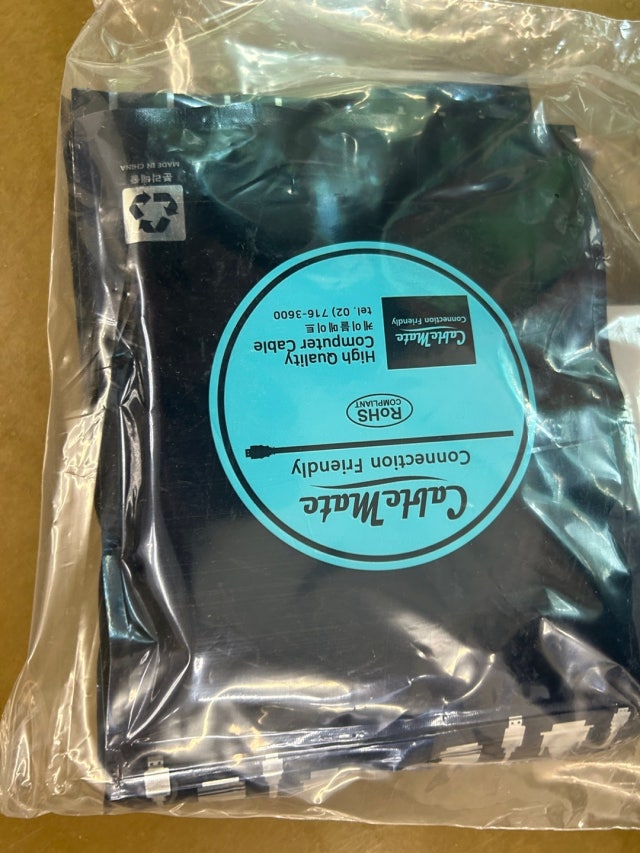 CableMate
Connection Friendly
RoHS
COMPLIANT
High Quality
Computer Cable
케이블메이트
tel. 02) 716-3600
CableMate
Connection Friendly
분리배출
MADE IN CHINA